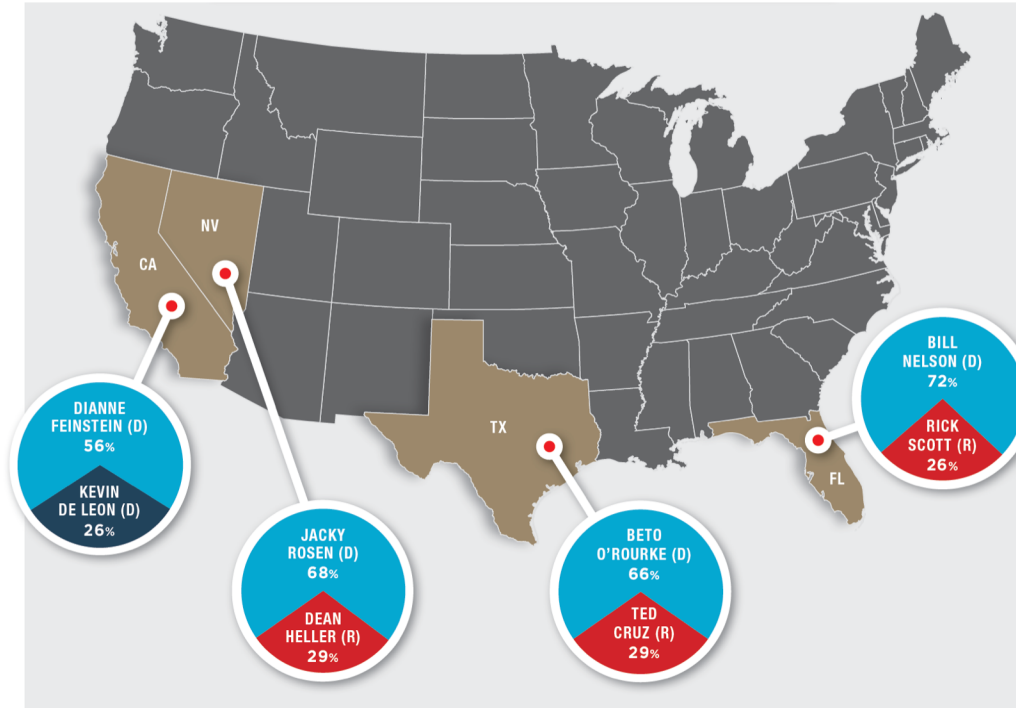 NV
CA
TX
FL
DIANNE
FEINSTEIN (D)
56%
KEVIN
DE LEON (D)
26%
JACKY
ROSEN (D)
68%
DEAN
HELLER (R)
29%
BETO
O'ROURKE (D)
66%
TED
CRUZ (R)
29%
BILL
NELSON (D)
72%
RICK
SCOTT (R)
26%